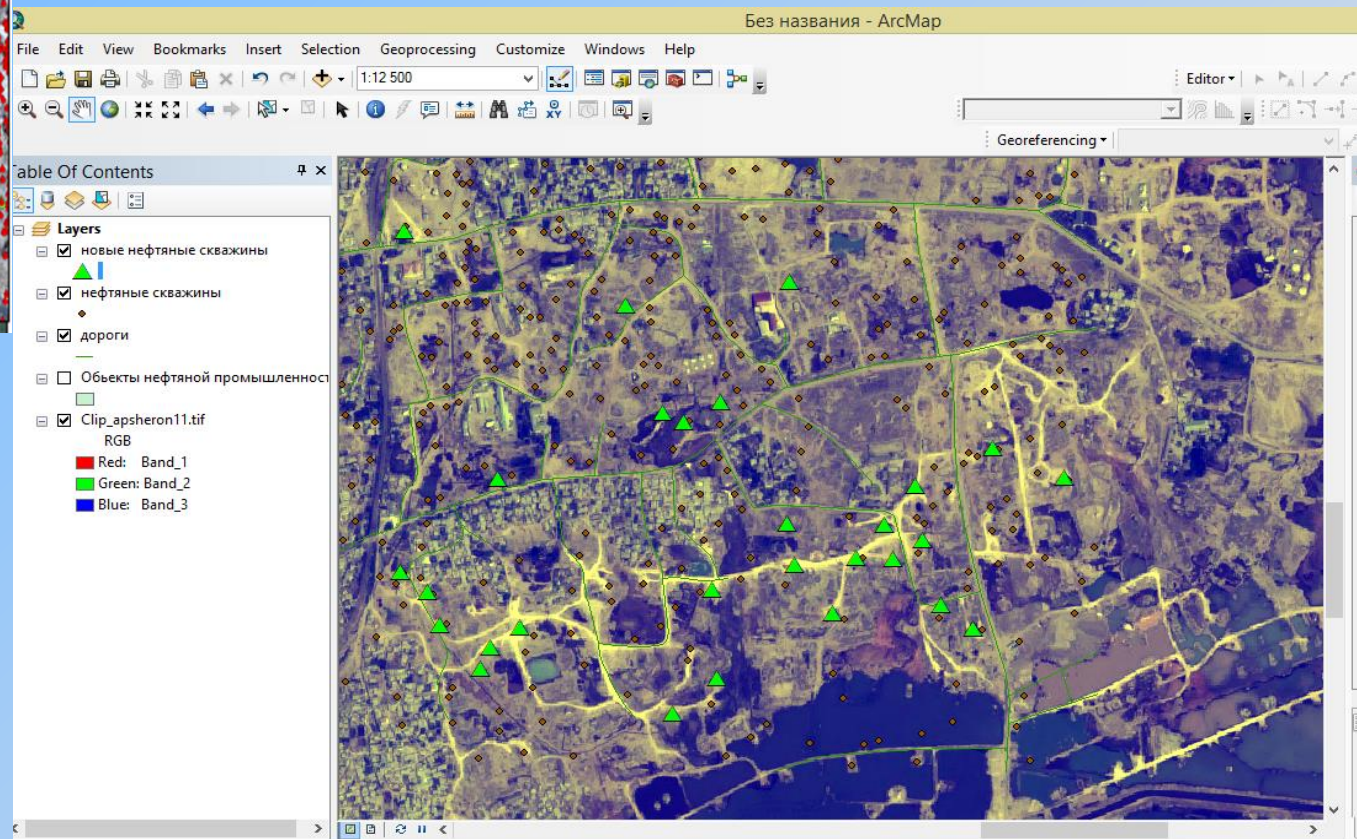 Без названия - ArcMap
File Edit View Bookmarks Insert Selection Geoprocessing Customize Windows Help
1:12 500
Editor
Georeferencing
Table Of Contents
Layers
новые нефтяные скважины
нефтяные скважины
дороги
Обьекты нефтяной промышленност
Clip_apsheron11.tif
RGB
Red: Band_1
Green: Band_2
Blue: Band_3